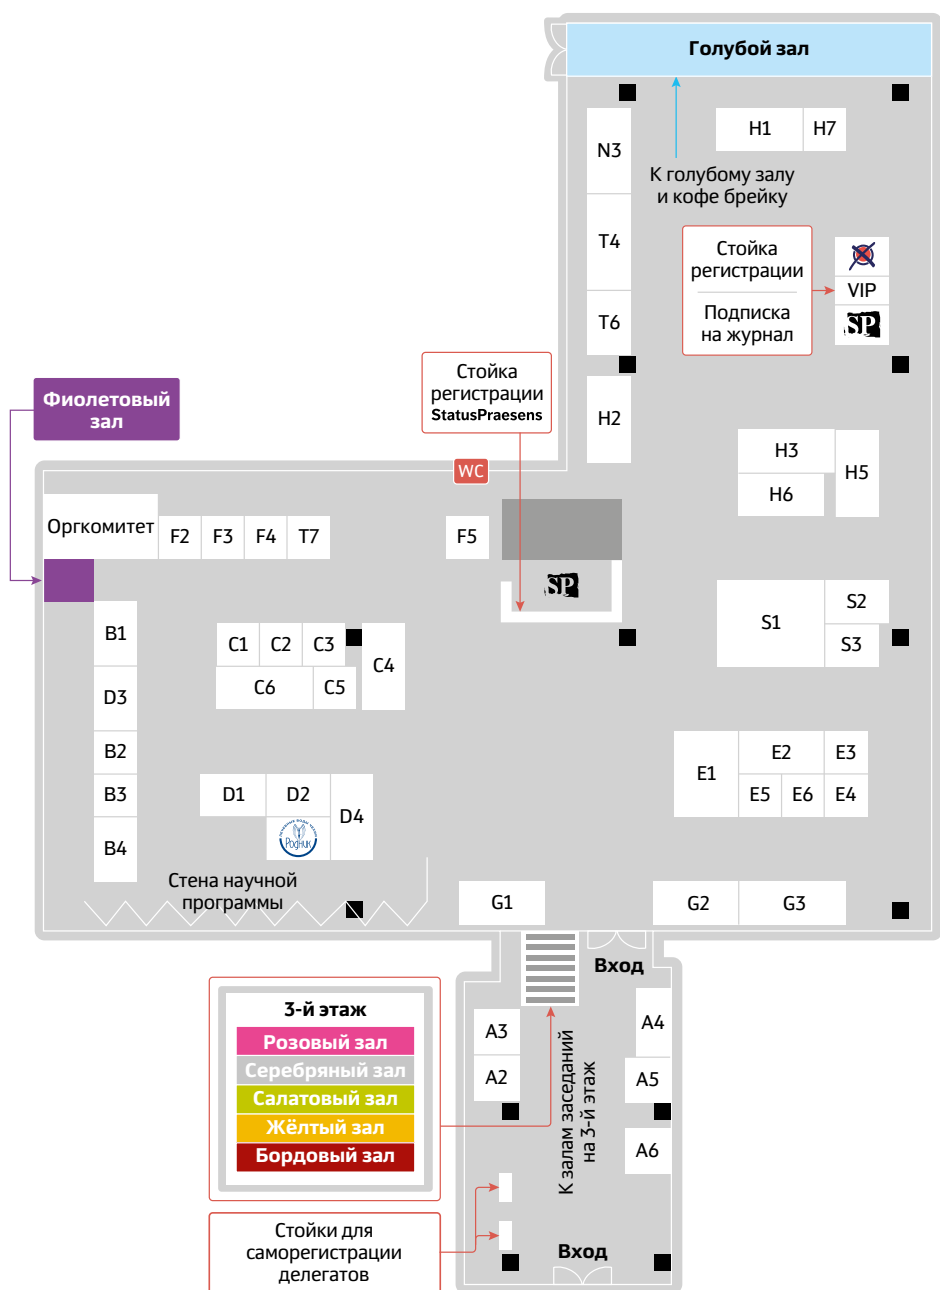 Голубой зал
H1
H7
N3
К голубому залу
и кофе брейку
T4
Стойка
регистрации
VIP
Подписка
на журнал
SP
T6
Стойка
регистрации
StatusPraesens
Фиолетовый
зал
H2
H3
H5
H6
WC
Оргкомитет
F2
F3
F4
T7
F5
SP
B1
C1
C2
C3
C4
C6
C5
S1
S2
S3
D3
B2
E1
E2
E3
E5
E6
E4
B3
D1
D2
D4
Родник
B4
Стена научной
программы
G1
G2
G3
Вход
3-й этаж
Розовый зал
Серебряный зал
Салатовый зал
Жёлтый зал
Бордовый зал
A3
A4
A2
A5
A6
К залам заседаний
на 3-й этаж
Стойки для
саморегистрации
делегатов
Вход